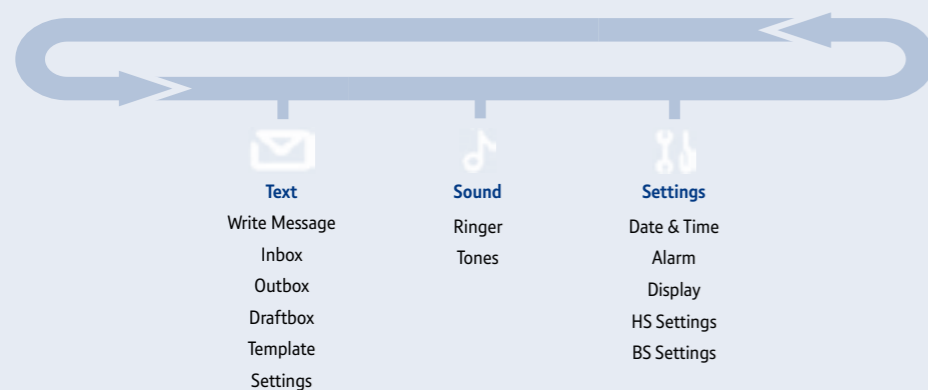 Text
Write Message
Inbox
Outbox
Draftbox
Template
Settings
Sound
Ringer
Tones
Settings
Date & Time
Alarm
Display
HS Settings
BS Settings